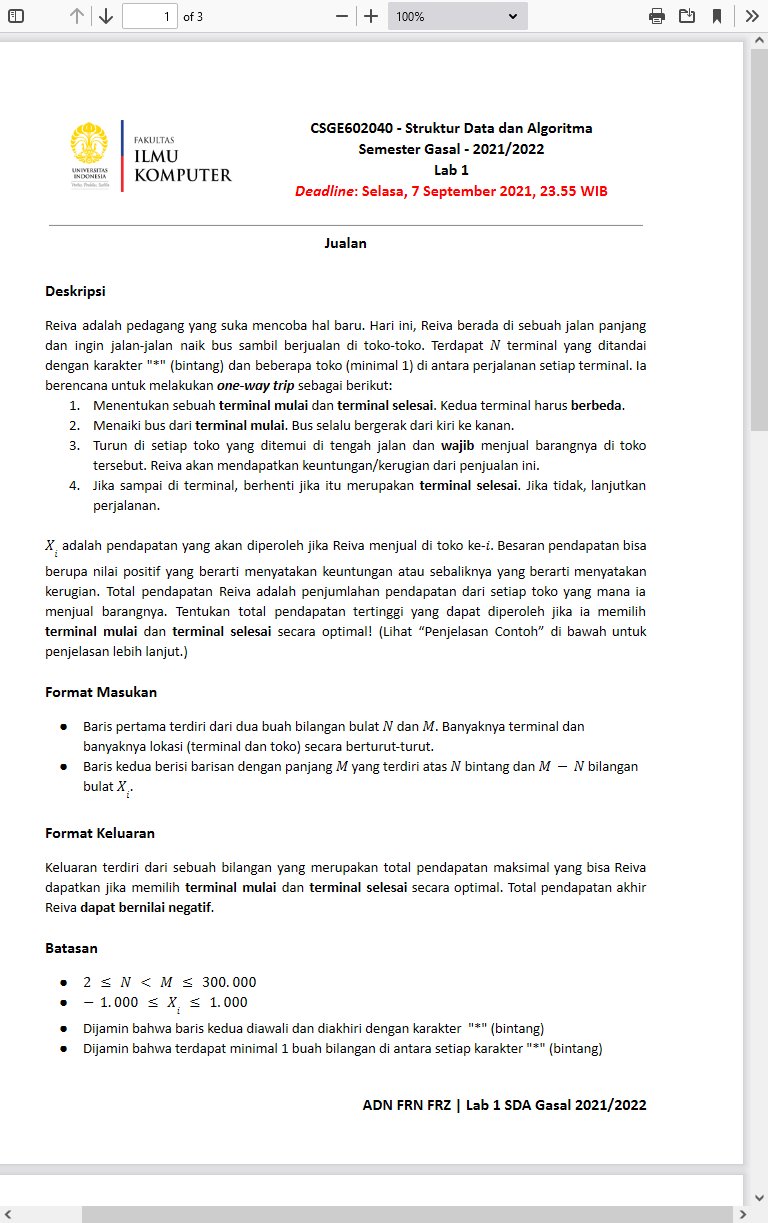 1 of 3
100%
FAKULTAS
ILMU
KOMPUTER
UNIVERSITAS
INDONESIA
CSGE602040 - Struktur Data dan Algoritma
Semester Gasal - 2021/2022
Lab 1
Deadline: Selasa, 7 September 2021, 23.55 WIB
Jualan
Deskripsi
Reiva adalah pedagang yang suka mencoba hal baru. Hari ini, Reiva berada di sebuah jalan panjang
dan ingin jalan-jalan naik bus sambil berjualan di toko-toko. Terdapat N terminal yang ditandai
dengan karakter "*" (bintang) dan beberapa toko (minimal 1) di antara perjalanan setiap terminal. Ia
berencana untuk melakukan one-way trip sebagai berikut:
1. Menentukan sebuah terminal mulai dan terminal selesai. Kedua terminal harus berbeda.
2. Menaiki bus dari terminal mulai. Bus selalu bergerak dari kiri ke kanan.
3. Turun di setiap toko yang ditemui di tengah jalan dan wajib menjual barangnya di toko
tersebut. Reiva akan mendapatkan keuntungan/kerugian dari penjualan ini.
4. Jika sampai di terminal, berhenti jika itu merupakan terminal selesai. Jika tidak, lanjutkan
perjalanan.
Xi adalah pendapatan yang akan diperoleh jika Reiva menjual di toko ke-i. Besaran pendapatan bisa
berupa nilai positif yang berarti menyatakan keuntungan atau sebaliknya yang berarti menyatakan
kerugian. Total pendapatan Reiva adalah penjumlahan pendapatan dari setiap toko yang mana ia
menjual barangnya. Tentukan total pendapatan tertinggi yang dapat diperoleh jika ia memilih
terminal mulai dan terminal selesai secara optimal! (Lihat “Penjelasan Contoh” di bawah untuk
penjelasan lebih lanjut.)
Format Masukan
● Baris pertama terdiri dari dua buah bilangan bulat N dan M. Banyaknya terminal dan
banyaknya lokasi (terminal dan toko) secara berturut-turut.
● Baris kedua berisi barisan dengan panjang M yang terdiri atas N bintang dan M − N bilangan
bulat Xi.
Format Keluaran
Keluaran terdiri dari sebuah bilangan yang merupakan total pendapatan maksimal yang bisa Reiva
dapatkan jika memilih terminal mulai dan terminal selesai secara optimal. Total pendapatan akhir
Reiva dapat bernilai negatif.
Batasan
● 2 ≤ N < M ≤ 300.000
● − 1.000 ≤ Xi ≤ 1.000
● Dijamin bahwa baris kedua diawali dan diakhiri dengan karakter "*" (bintang)
● Dijamin bahwa terdapat minimal 1 buah bilangan di antara setiap karakter "*" (bintang)
ADN FRN FRZ | Lab 1 SDA Gasal 2021/2022